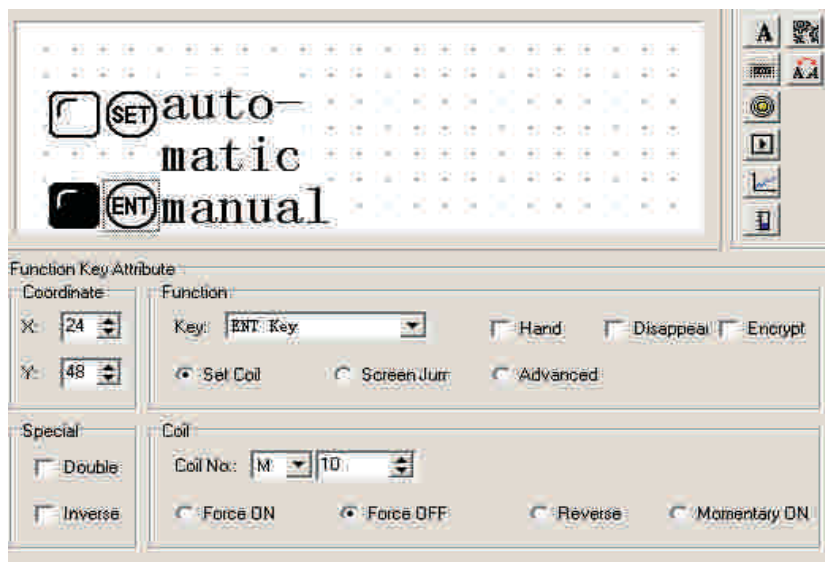 A
SET auto-
matic
ENT manual
Function Key Attribute
Coordinate
X: 24
Y: 48
Function
Key: ENT Key
Hand
Disappear
Encrypt
Set Coil
Screen Jum
Advanced
Special
Double
Inverse
Coil
Coil No.: M 10
Force ON
Force OFF
Reverse
Momentary ON